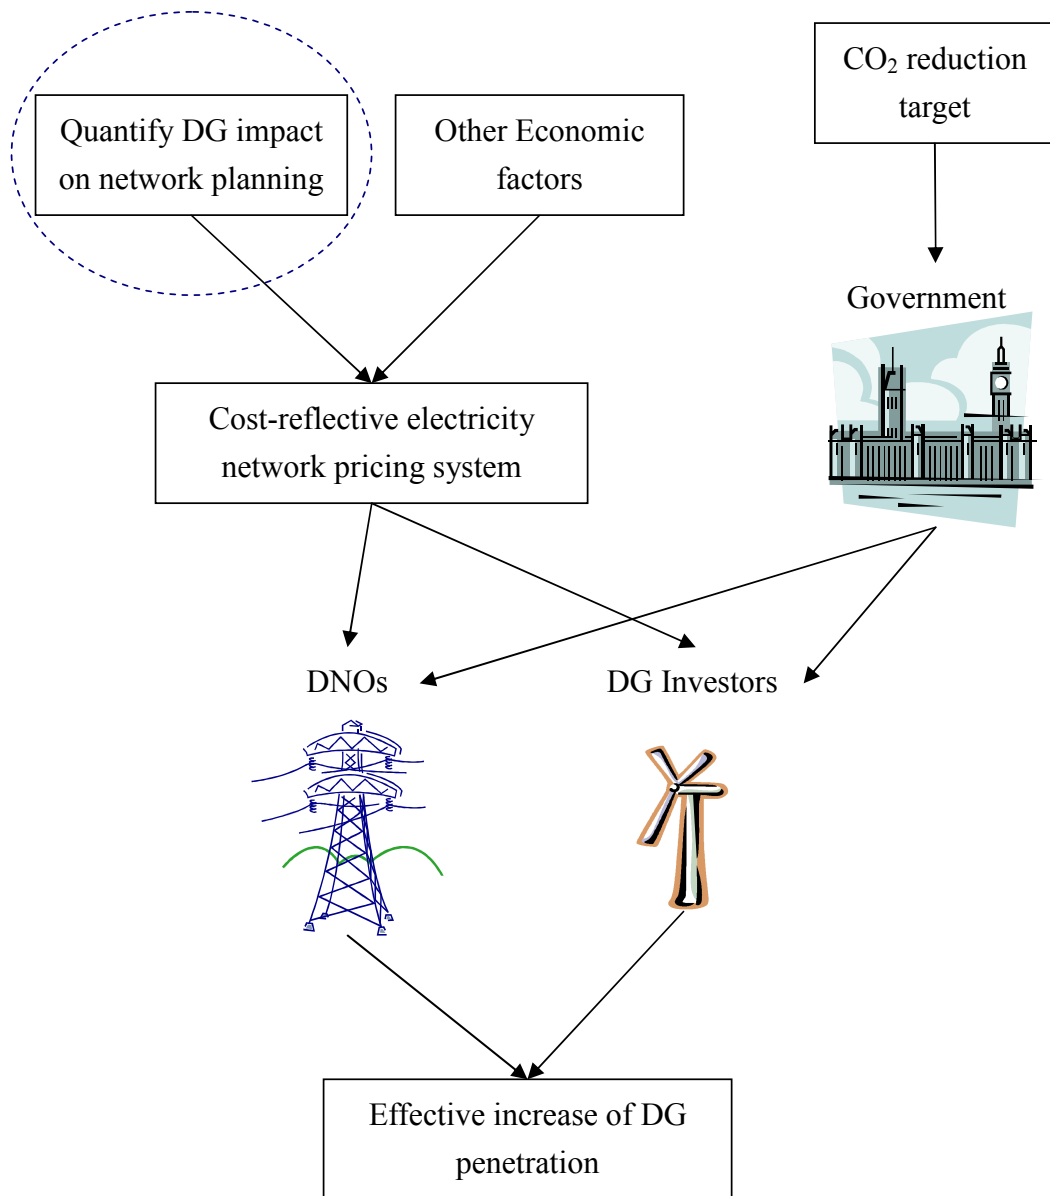 Quantify DG impact
on network planning
Other Economic
factors
CO₂ reduction
target
Government
Cost-reflective electricity
network pricing system
DNOs
DG Investors
Effective increase of DG
penetration